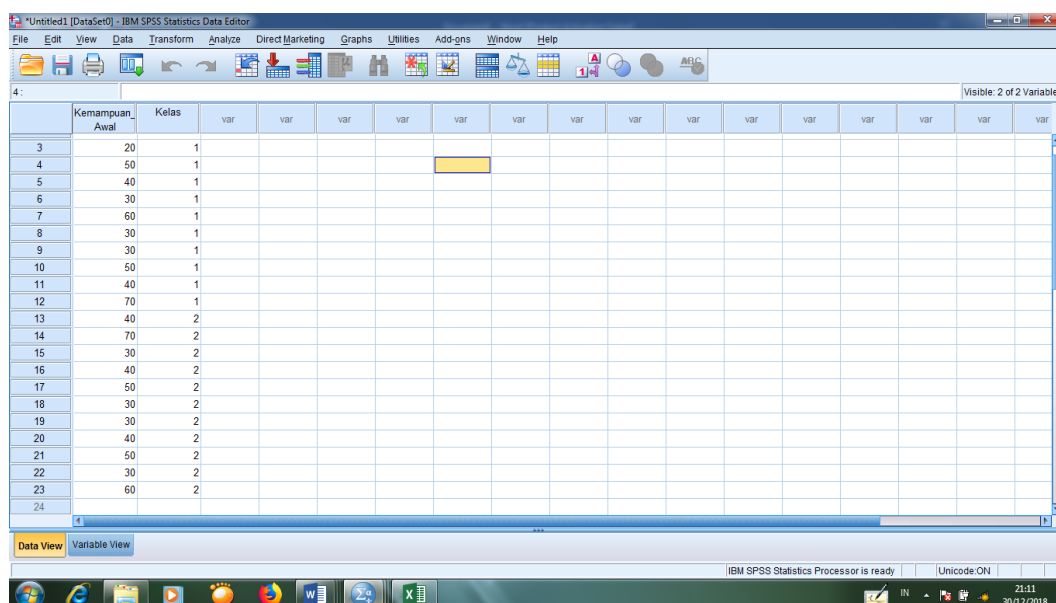 *Untitled1 [DataSet0] - IBM SPSS Statistics Data Editor
File Edit View Data Transform Analyze Direct Marketing Graphs Utilities Add-ons Window Help
4 :
Visible: 2 of 2 Variable
Kemampuan_Awal Kelas var var var var var var var var var var var var var var
3 20 1
4 50 1
5 40 1
6 30 1
7 60 1
8 30 1
9 30 1
10 50 1
11 40 1
12 70 1
13 40 2
14 70 2
15 30 2
16 40 2
17 50 2
18 30 2
19 30 2
20 40 2
21 50 2
22 30 2
23 60 2
24
Data View Variable View
IBM SPSS Statistics Processor is ready Unicode:ON
IN 21:11
30/12/2018